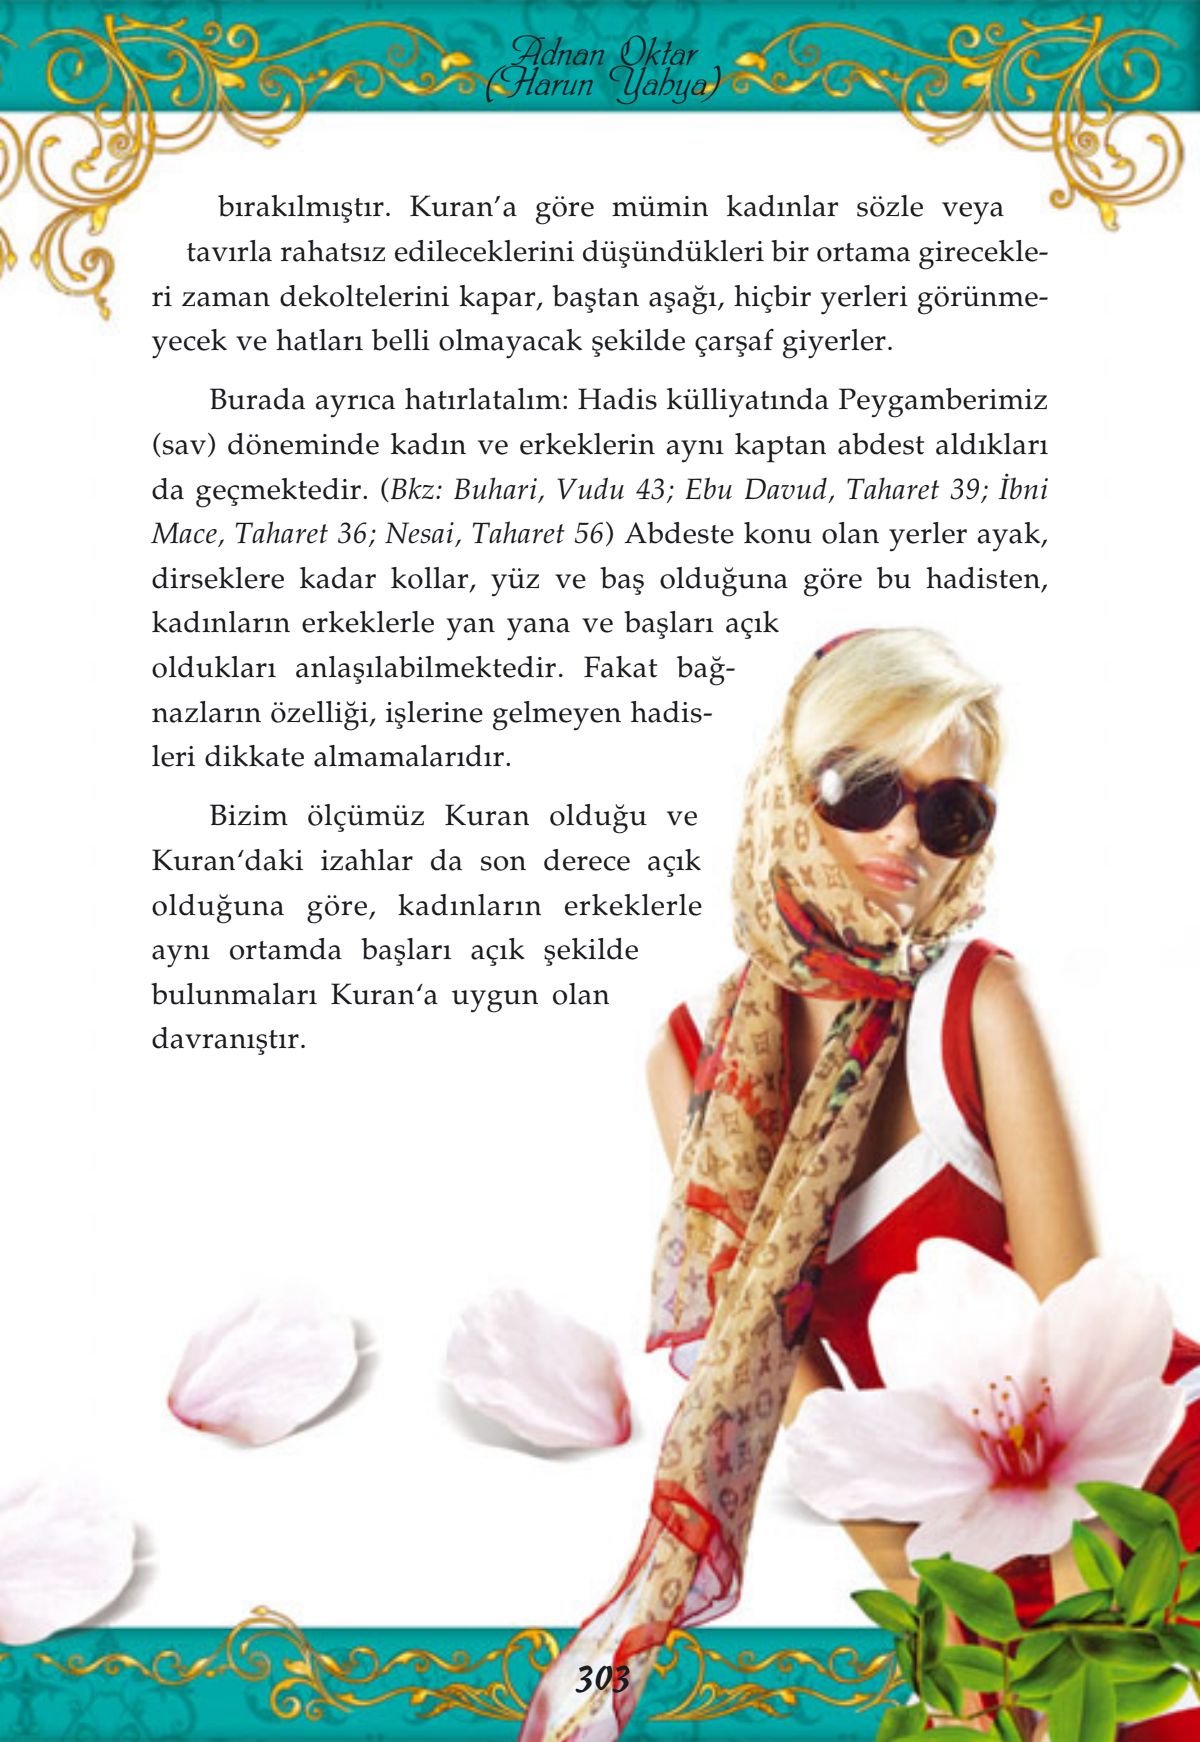 Adnan Oktar
(Harun Yahya)
bırakılmıştır. Kuran’a göre mümin kadınlar sözle veya
tavırla rahatsız edileceklerini düşündükleri bir ortama girecekle-
ri zaman dekoltelerini kapar, baştan aşağı, hiçbir yerleri görünme-
yecek ve hatları belli olmayacak şekilde çarşaf giyerler.
Burada ayrıca hatırlatalım: Hadis külliyatında Peygamberimiz
(sav) döneminde kadın ve erkeklerin aynı kaptan abdest aldıkları
da geçmektedir. (Bkz: Buhari, Vudu 43; Ebu Davud, Taharet 39; İbni
Mace, Taharet 36; Nesai, Taharet 56) Abdeste konu olan yerler ayak,
dirseklere kadar kollar, yüz ve baş olduğuna göre bu hadisten,
kadınların erkeklerle yan yana ve başları açık
oldukları anlaşılabilmektedir. Fakat bağ-
nazların özelliği, işlerine gelmeyen hadis-
leri dikkate almamalarıdır.
Bizim ölçümüz Kuran olduğu ve
Kuran‘daki izahlar da son derece açık
olduğuna göre, kadınların erkeklerle
aynı ortamda başları açık şekilde
bulunmaları Kuran‘a uygun olan
davranıştır.
303